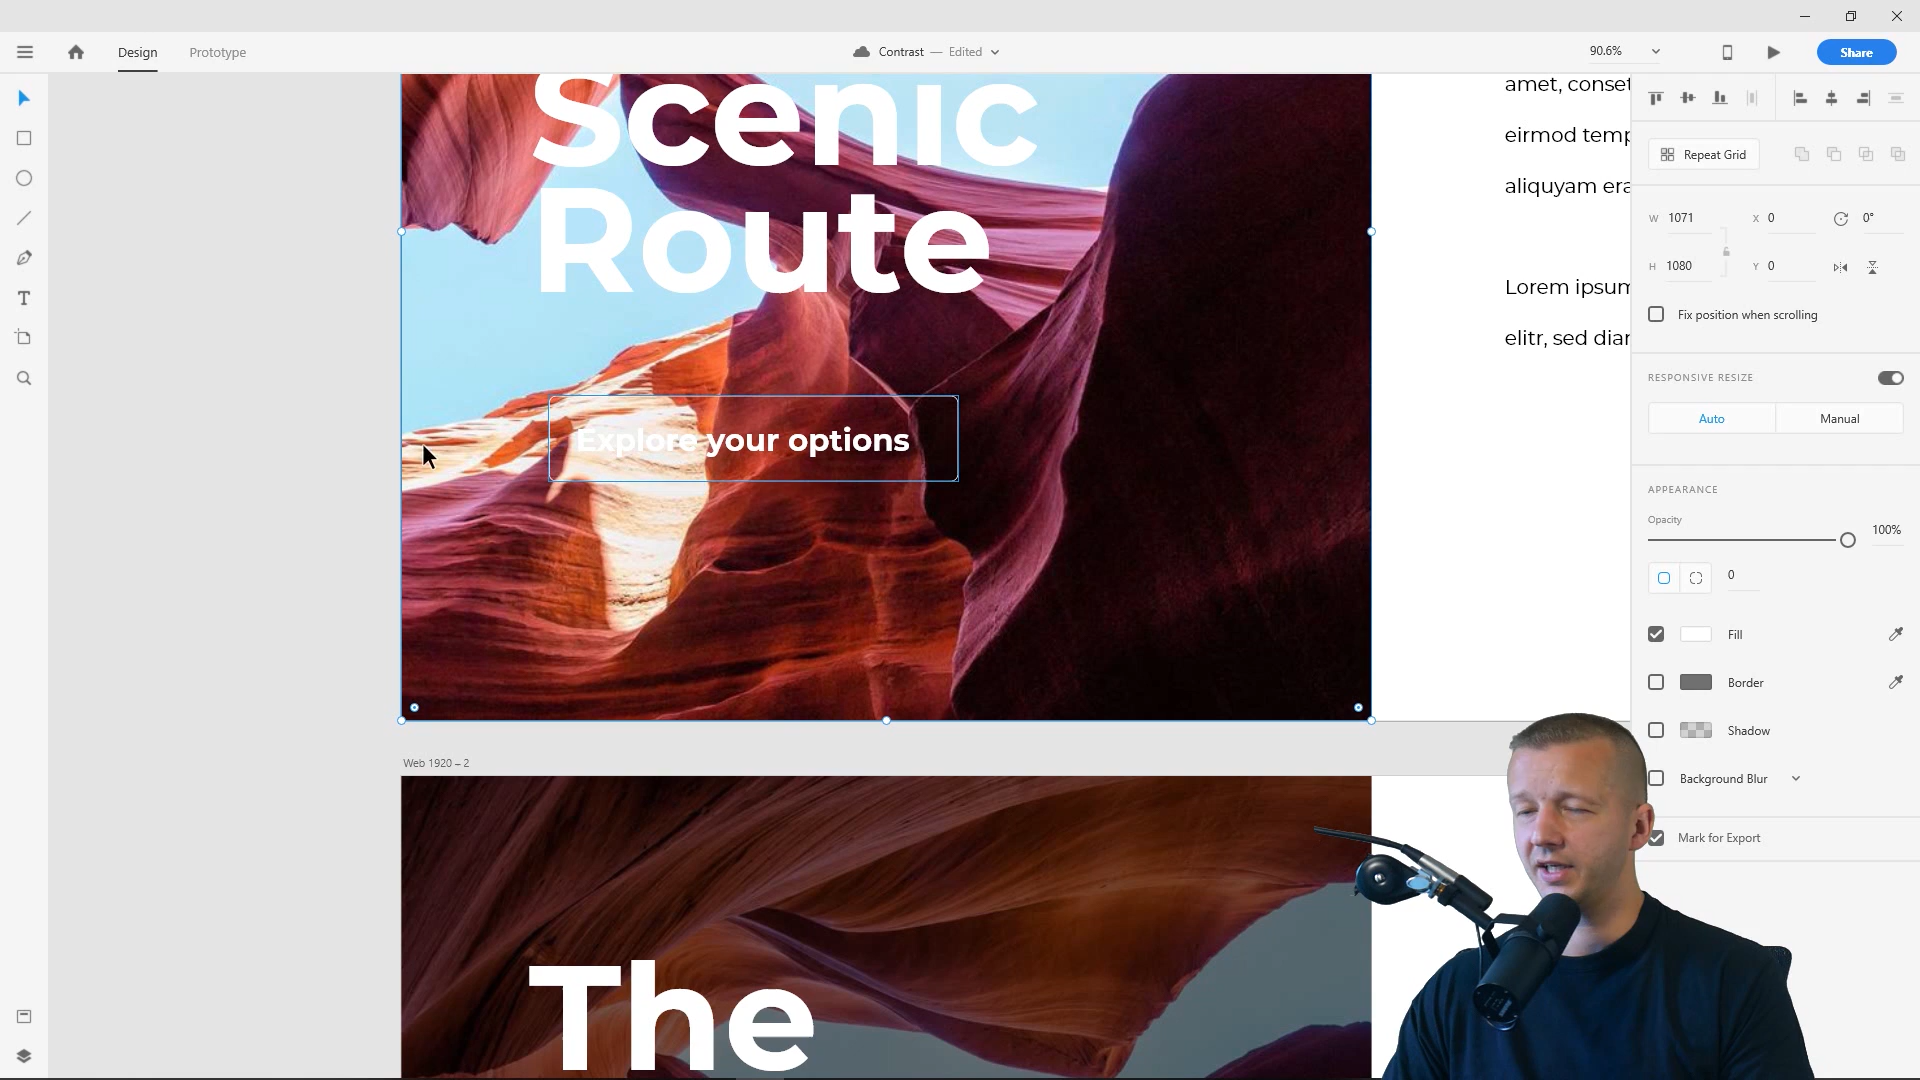 Design
Prototype
Contrast — Edited
90.6%
Share
Scenic
Route
Explore your options
amet, conset
eirmod temp
aliquyam era
Lorem ipsum
elitr, sed diar
Repeat Grid
W 1071
X 0
0°
H 1080
Y 0
Fix position when scrolling
RESPONSIVE RESIZE
Auto
Manual
APPEARANCE
Opacity
100%
0
Fill
Border
Shadow
Background Blur
Mark for Export
Web 1920 – 2
The